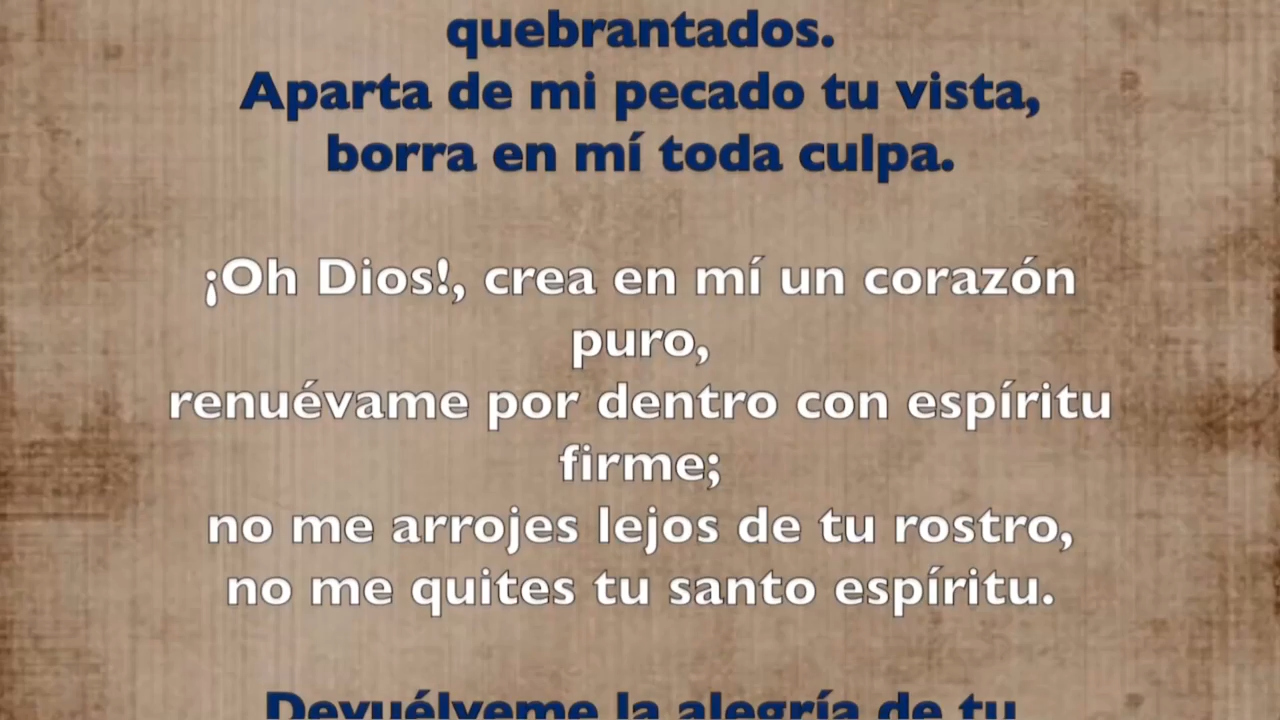 quebrantados.
Aparta de mi pecado tu vista,
borra en mí toda culpa.
¡Oh Dios!, crea en mí un corazón
puro,
renuévame por dentro con espíritu
firme;
no me arrojes lejos de tu rostro,
no me quites tu santo espíritu.
Devuélveme la alegría de tu